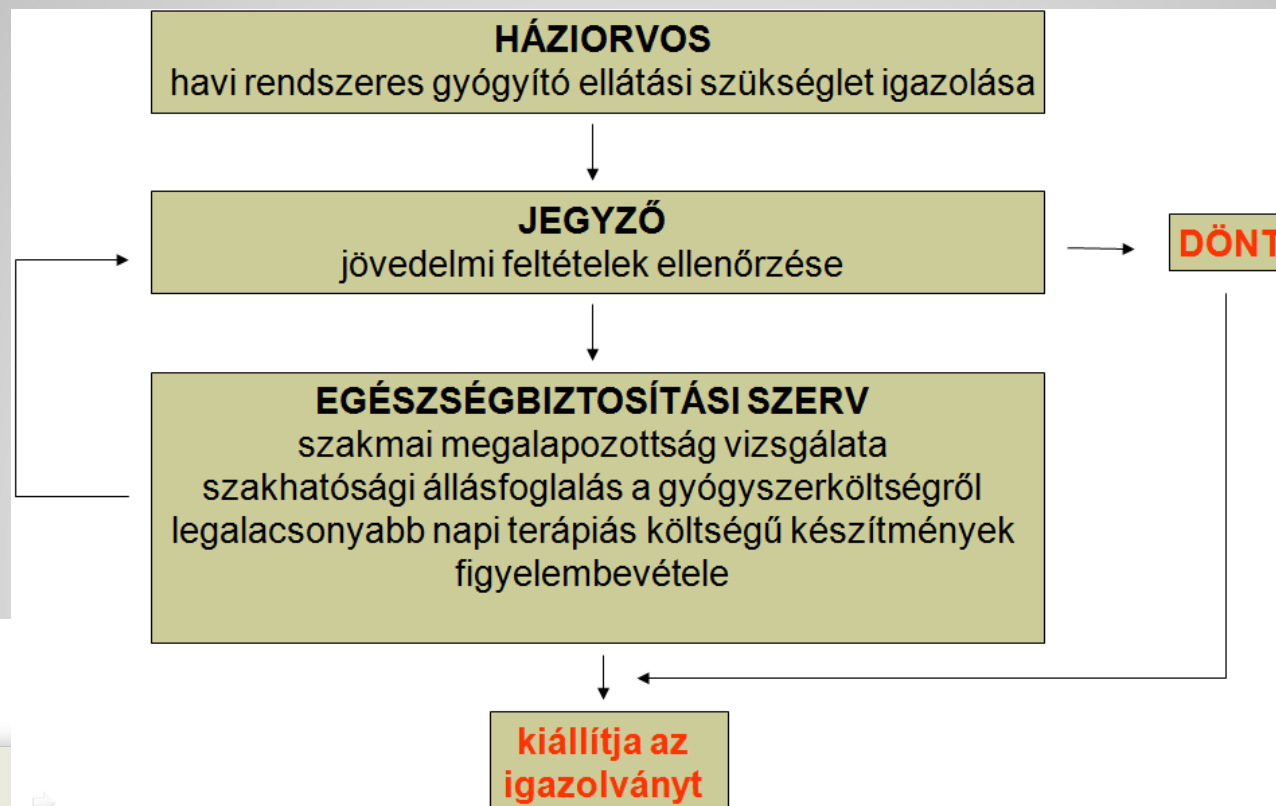 HÁZIORVOS
havi rendszeres gyógyító ellátási szükséglet igazolása
JEGYZŐ
jövedelmi feltételek ellenőrzése
DÖNT
EGÉSZSÉGBIZTOSÍTÁSI SZERV
szakmai megalapozottság vizsgálata
szakhatósági állásfoglalás a gyógyszerköltségről
legalacsonyabb napi terápiás költségű készítmények
figyelembevétele
kiállítja az
igazolványt